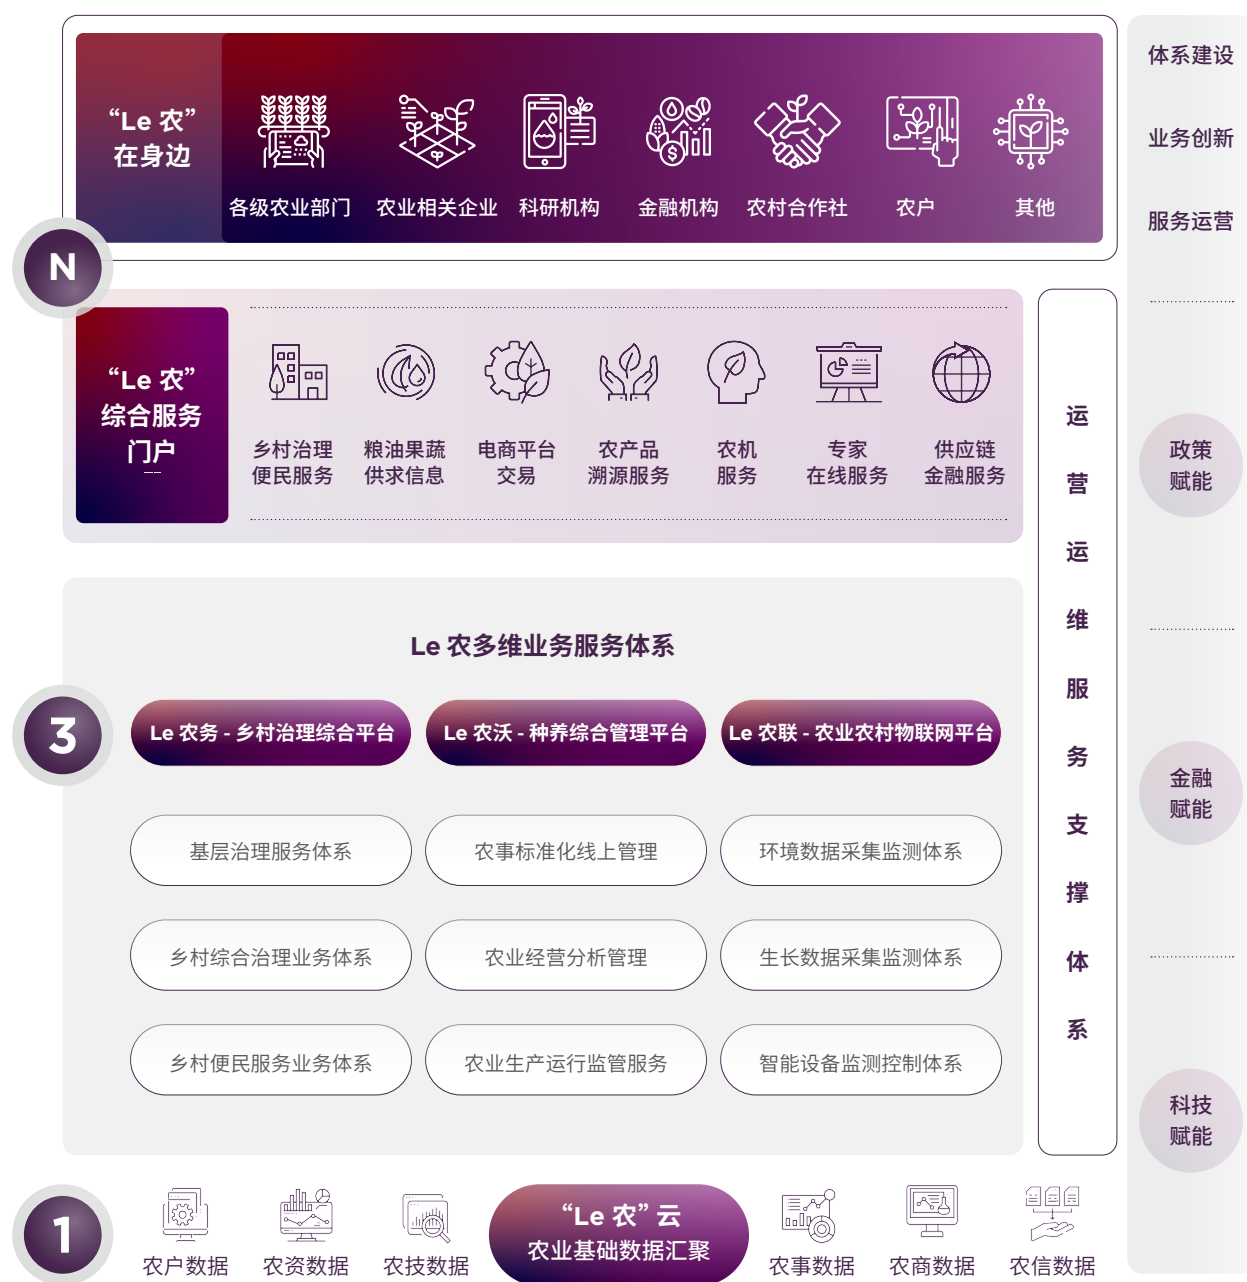 “Le 农”
在身边
各级农业部门
农业相关企业
科研机构
金融机构
农村合作社
农户
其他
N
“Le 农”
综合服务
门户
乡村治理
便民服务
粮油果蔬
供求信息
电商平台
交易
农产品
溯源服务
农机
服务
专家
在线服务
供应链
金融服务
Le 农多维业务服务体系
3
Le 农务 - 乡村治理综合平台
Le 农沃 - 种养综合管理平台
Le 农联 - 农业农村物联网平台
基层治理服务体系
农事标准化线上管理
环境数据采集监测体系
乡村综合治理业务体系
农业经营分析管理
生长数据采集监测体系
乡村便民服务业务体系
农业生产运行监管服务
智能设备监测控制体系
1
农户数据
农资数据
农技数据
“Le 农” 云
农业基础数据汇聚
农事数据
农商数据
农信数据
运
营
运
维
服
务
支
撑
体
系
体系建设
业务创新
服务运营
政策
赋能
金融
赋能
科技
赋能